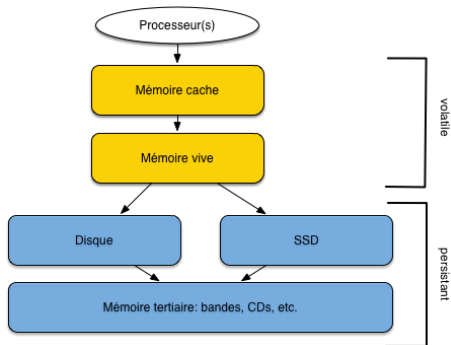 Processeur(s)
Mémoire cache
volatile
Mémoire vive
Disque
SSD
persistant
Mémoire tertiaire: bandes, CDs, etc.